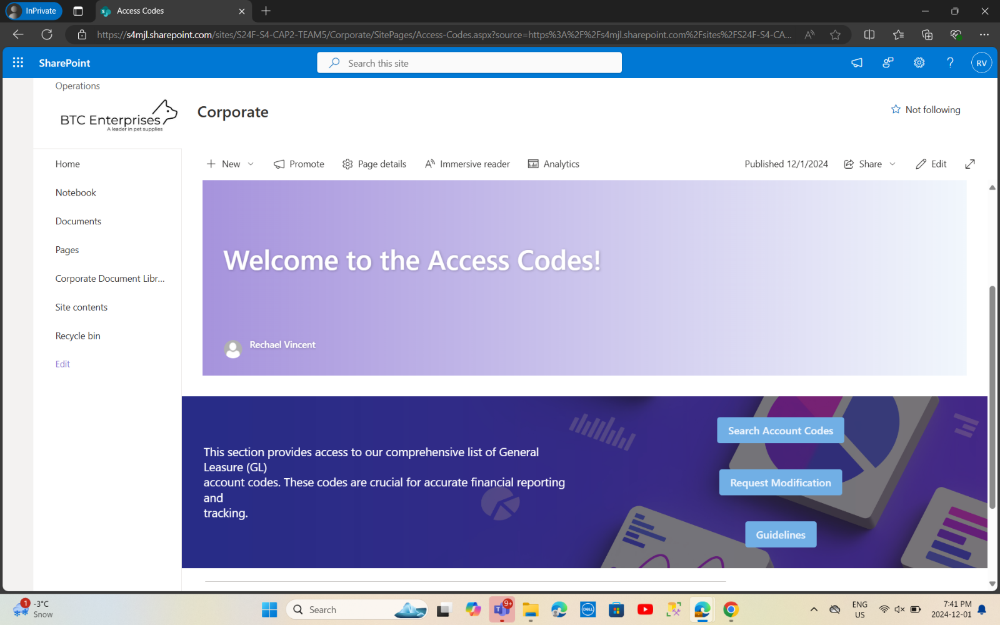 InPrivate
Access Codes
https://s4mjl.sharepoint.com/sites/S24F-S4-CAP2-TEAM5/Corporate/SitePages/Access-Codes.aspx?source=https%3A%2F%2Fs4mjl.sharepoint.com%2Fsites%2FS24F-S4-CA...
SharePoint
Search this site
RV
Operations
BTC Enterprises
A leader in pet supplies
Corporate
Not following
Home
Notebook
Documents
Pages
Corporate Document Libr...
Site contents
Recycle bin
Edit
New
Promote
Page details
Immersive reader
Analytics
Published 12/1/2024
Share
Edit
Welcome to the Access Codes!
Rechael Vincent
This section provides access to our comprehensive list of General
Leasure (GL)
account codes. These codes are crucial for accurate financial reporting
and
tracking.
Search Account Codes
Request Modification
Guidelines
1
-3°C
Snow
Search
9+
DELL
ENG
US
7:41 PM
2024-12-01